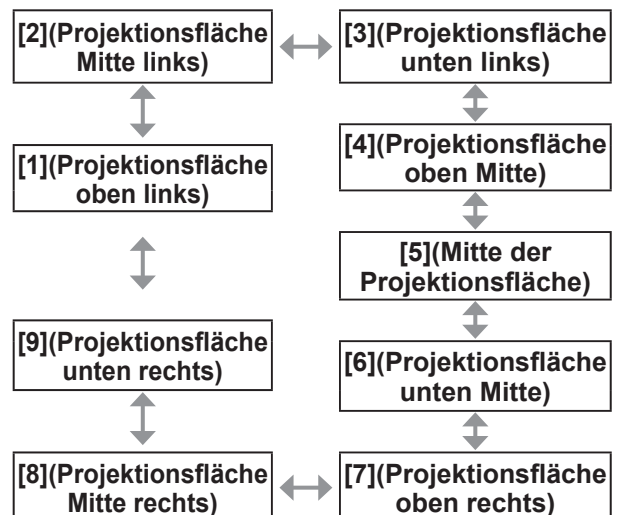 [2](Projektionsfläche
Mitte links)
[3](Projektionsfläche
unten links)
[1](Projektionsfläche
oben links)
[4](Projektionsfläche
oben Mitte)
[5](Mitte der
Projektionsfläche)
[9](Projektionsfläche
unten rechts)
[6](Projektionsfläche
unten Mitte)
[8](Projektionsfläche
Mitte rechts)
[7](Projektionsfläche
oben rechts)